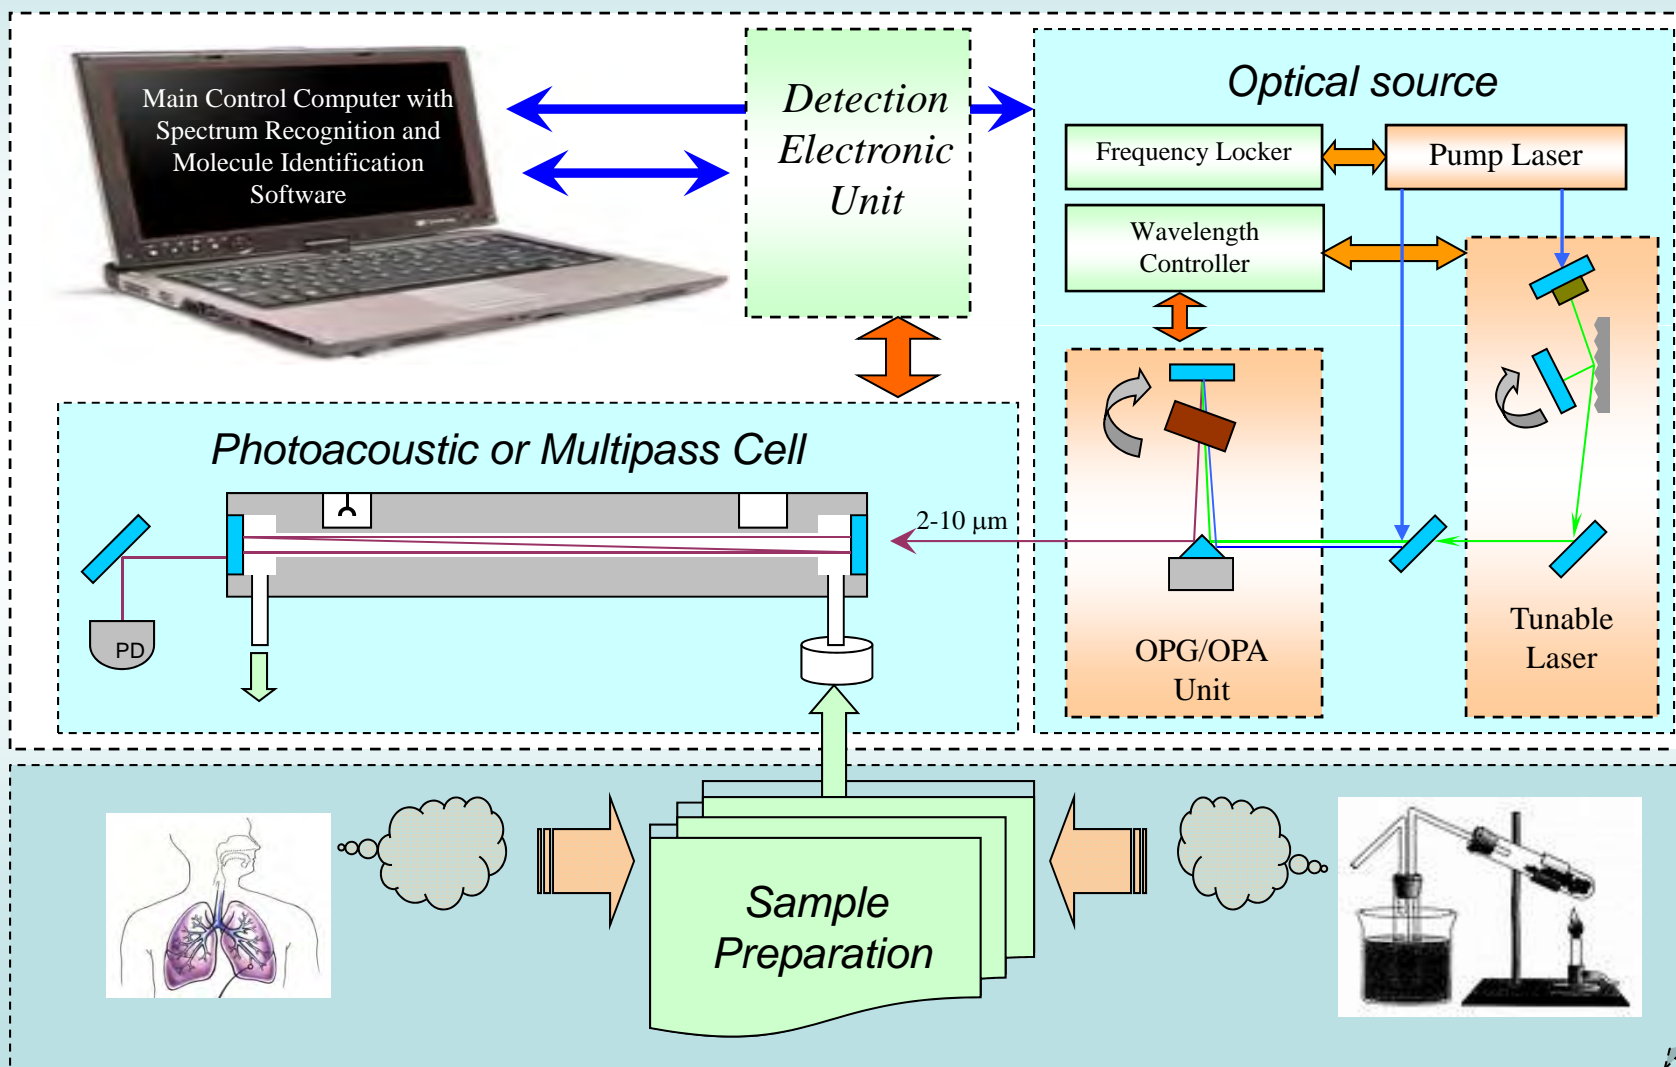 Main Control Computer with
Spectrum Recognition and
Molecule Identification
Software
Detection
Electronic
Unit
Optical source
Frequency Locker
Pump Laser
Wavelength
Controller
Photoacoustic or Multipass Cell
2-10 μm
PD
OPG/OPA
Unit
Tunable
Laser
Sample
Preparation